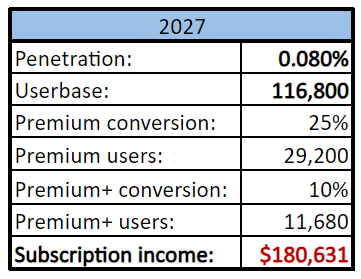 2027
Penetration: 0.080%
Userbase: 116,800
Premium conversion: 25%
Premium users: 29,200
Premium+ conversion: 10%
Premium+ users: 11,680
Subscription income: $180,631